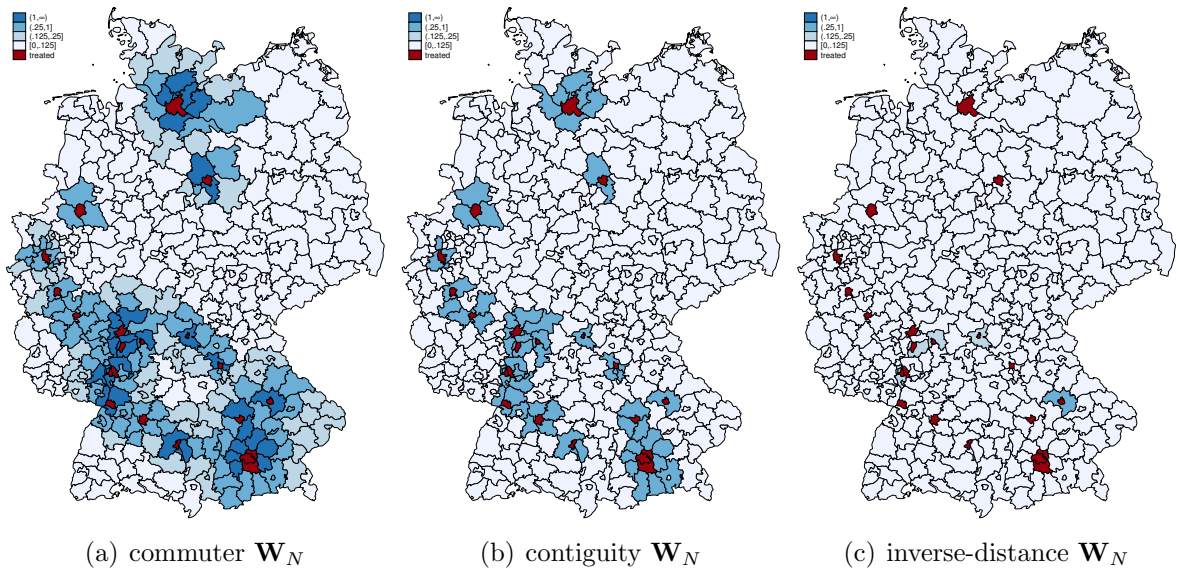 (1,∞)
(.25,1]
(.125,.25]
[0,.125]
treated
(1,∞)
(.25,1]
(.125,.25]
[0,.125]
treated
(1,∞)
(.25,1]
(.125,.25]
[0,.125]
treated
(a) commuter W_N
(b) contiguity W_N
(c) inverse-distance W_N